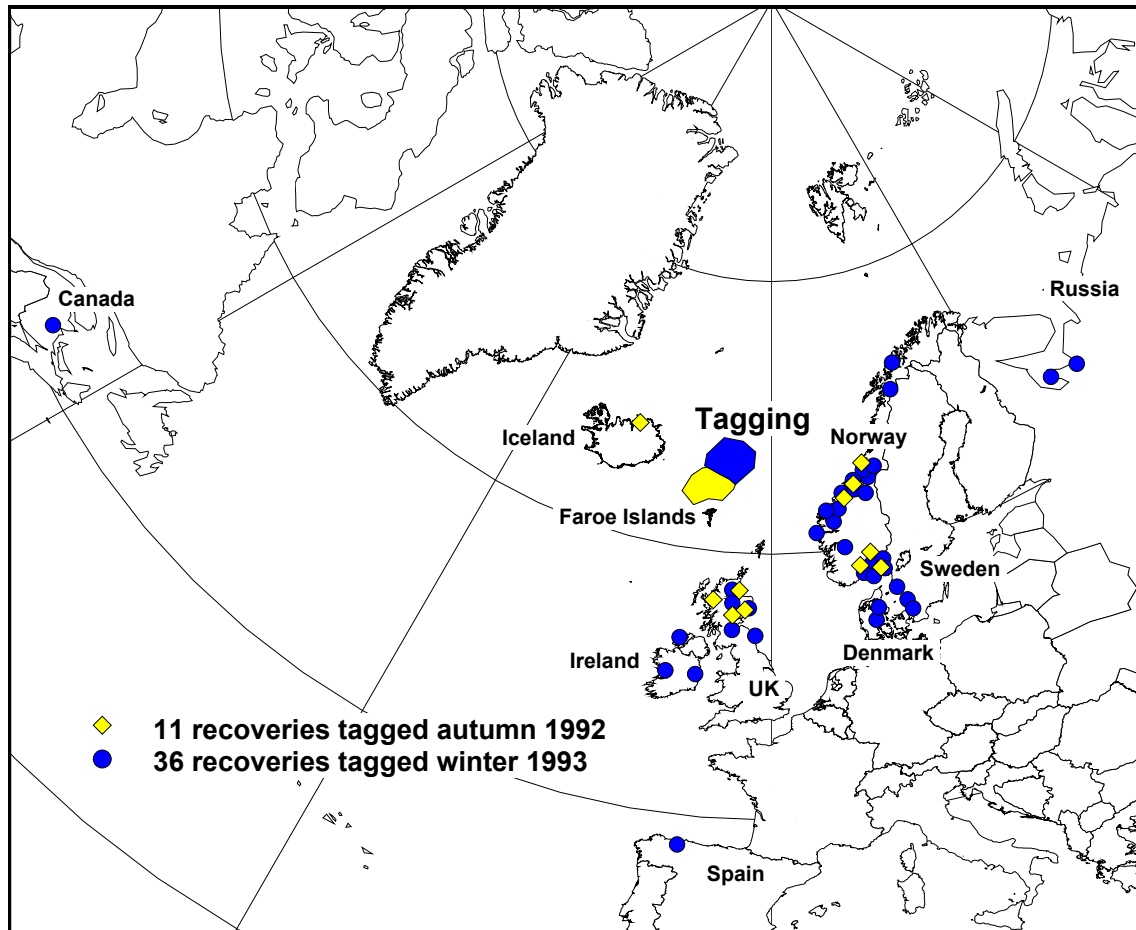 Canada
Russia
Tagging
Iceland
Norway
Faroe Islands
Sweden
Ireland
Denmark
UK
11 recoveries tagged autumn 1992
36 recoveries tagged winter 1993
Spain